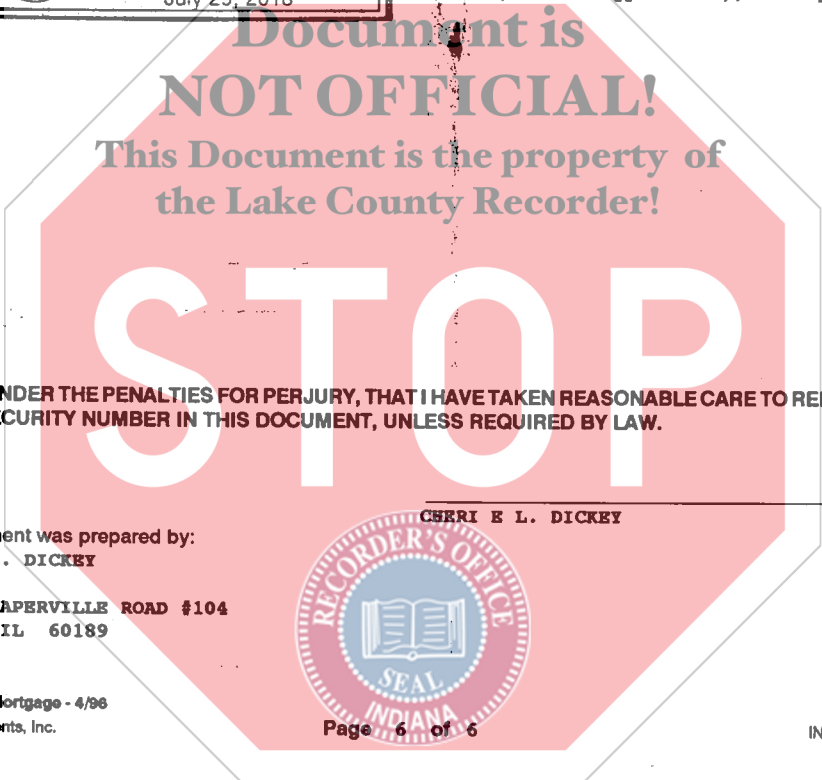 July 25, 2018
Document is
NOT OFFICIAL!
This Document is the property of
the Lake County Recorder!
STOP
NDER THE PENALTIES FOR PERJURY, THAT I HAVE TAKEN REASONABLE CARE TO RE
CURITY NUMBER IN THIS DOCUMENT, UNLESS REQUIRED BY LAW.
CHERI E L. DICKEY
ent was prepared by:
. DICKEY
APERVILLE ROAD #104
IL 60189
RECORDER'S OFFICE
SEAL
INDIANA
ortgage - 4/96
nts, Inc.
Page 6 of 6
IN